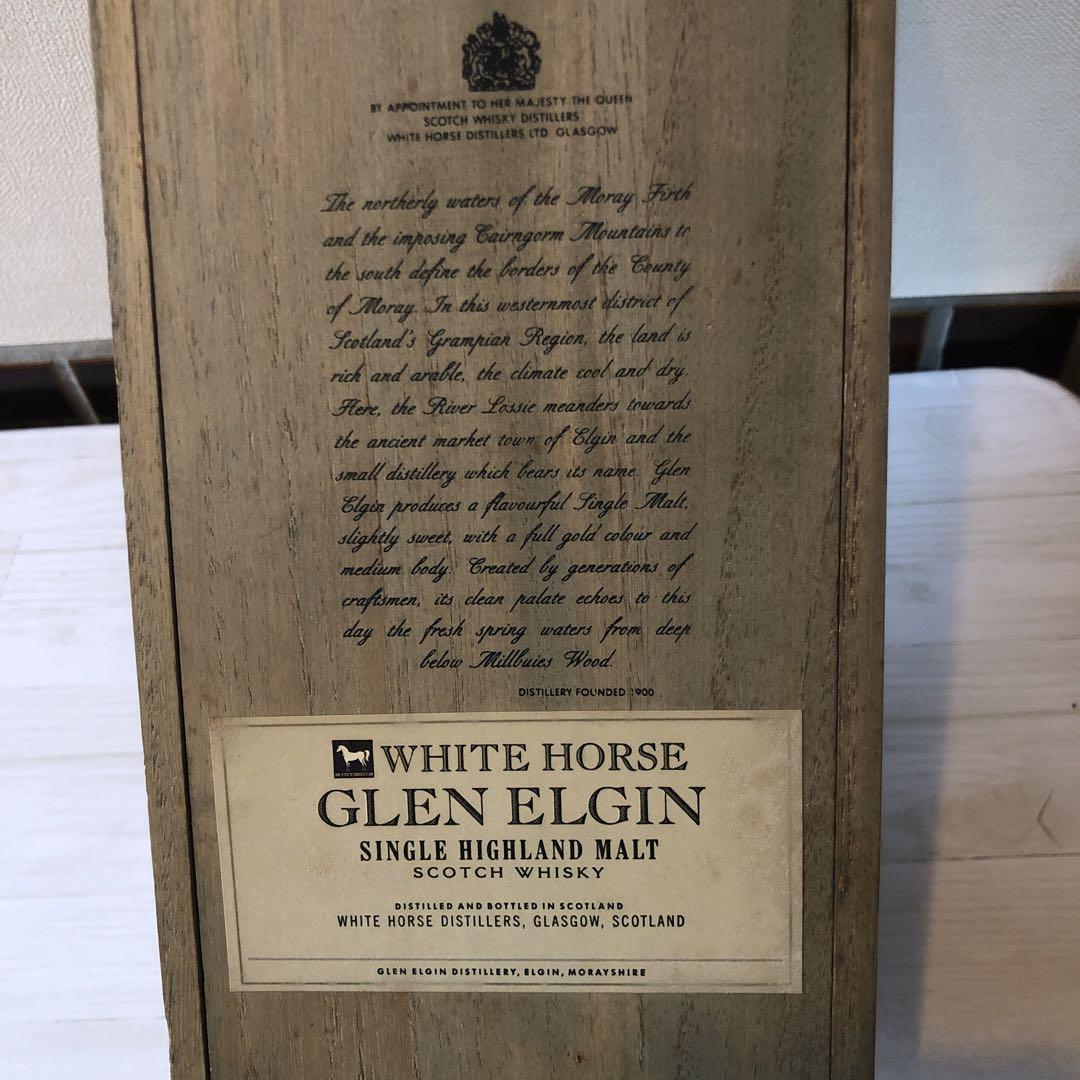 BY APPOINTMENT TO HER MAJESTY THE QUEEN
SCOTCH WHISKY DISTILLERS
WHITE HORSE DISTILLERS LTD. GLASGOW
The northerly waters of the Moray Firth
and the imposing Cairngorm Mountains to
the south define the borders of the County
of Moray. In this westernmost district of
Scotland's Grampian Region, the land is
rich and arable, the climate cool and dry.
Here, the River Lossie meanders towards
the ancient market town of Elgin and the
small distillery which bears its name. Glen
Elgin produces a flavourful Single Malt,
slightly sweet, with a full gold colour and
medium body. Created by generations of
craftsmen, its clean palate echoes to this
day the fresh spring waters from deep
below Millbuies Wood.
DISTILLERY FOUNDED 1900
WHITE HORSE
GLEN ELGIN
SINGLE HIGHLAND MALT
SCOTCH WHISKY
DISTILLED AND BOTTLED IN SCOTLAND
WHITE HORSE DISTILLERS, GLASGOW, SCOTLAND
GLEN ELGIN DISTILLERY, ELGIN, MORAYSHIRE